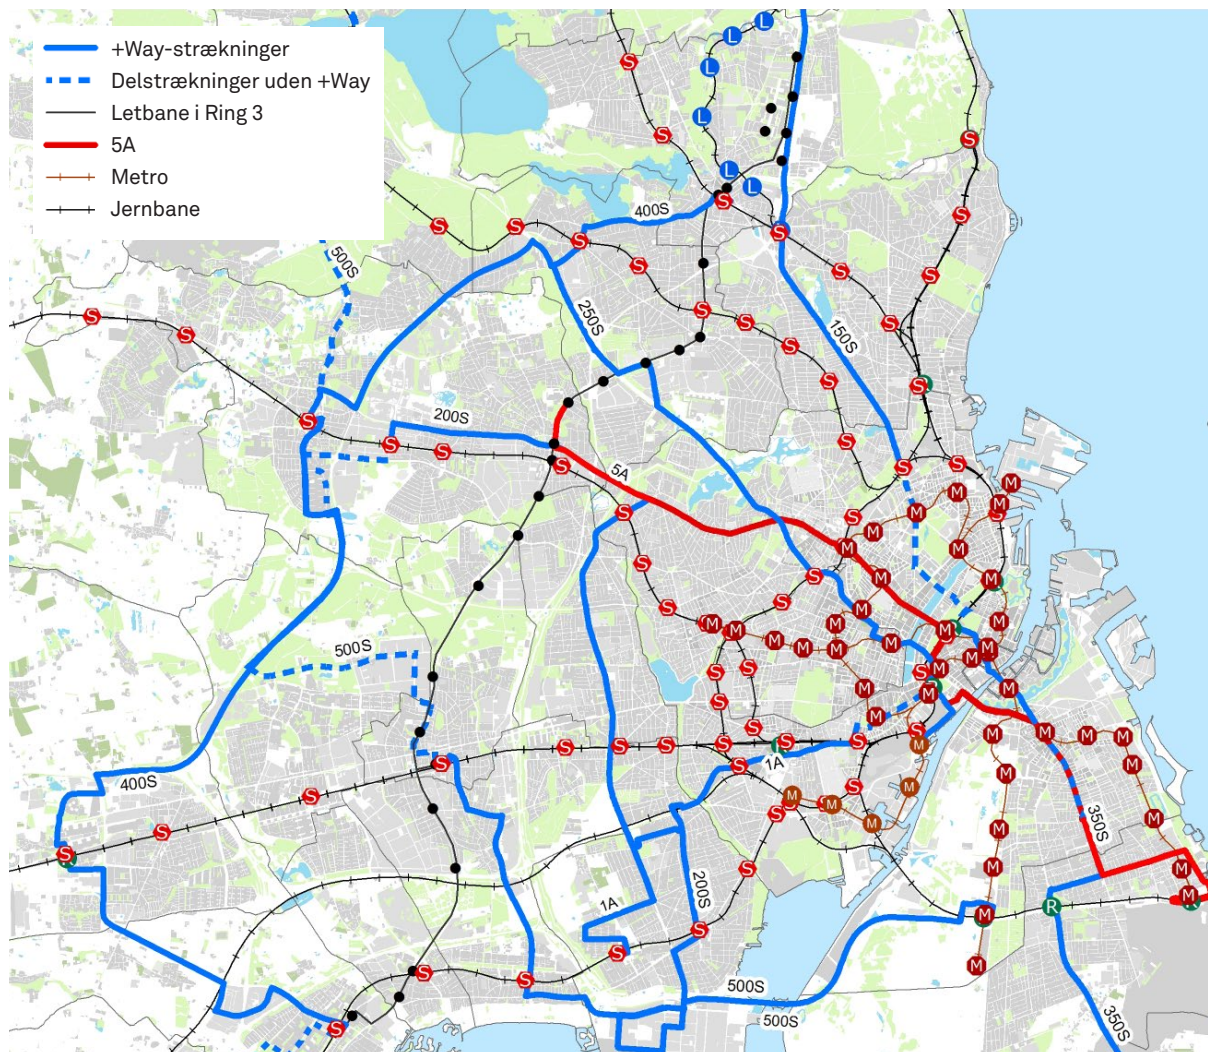 +Way-strækninger
Delstrækninger uden +Way
Letbane i Ring 3
5A
Metro
Jernbane
400S
500S
250S
150S
200S
5A
500S
400S
1A
350S
200S
1A
500S
500S
350S